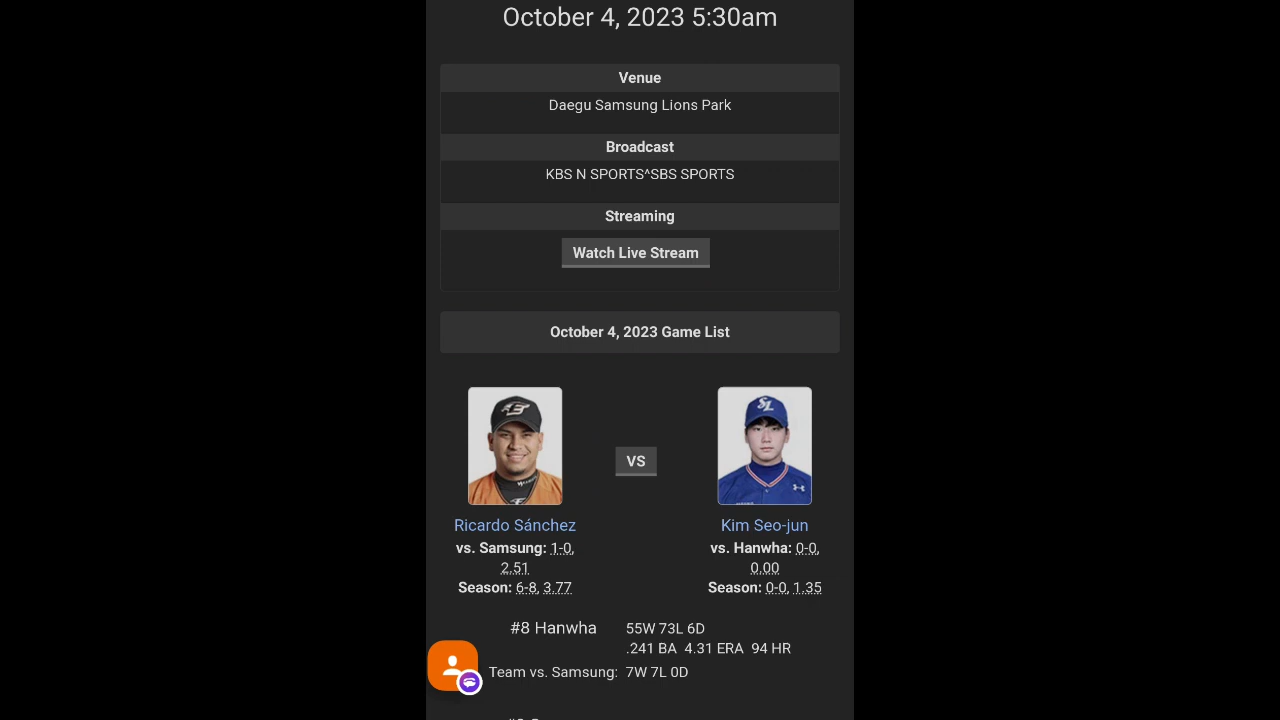 October 4, 2023 5:30am
Venue
Daegu Samsung Lions Park
Broadcast
KBS N SPORTS^SBS SPORTS
Streaming
Watch Live Stream
October 4, 2023 Game List
SL
VS
Ricardo Sánchez
vs. Samsung: 1-0,
2.51
Season: 6-8, 3.77
Kim Seo-jun
vs. Hanwha: 0-0,
0.00
Season: 0-0, 1.35
#8 Hanwha
55W 73L 6D
.241 BA 4.31 ERA 94 HR
Team vs. Samsung: 7W 7L 0D